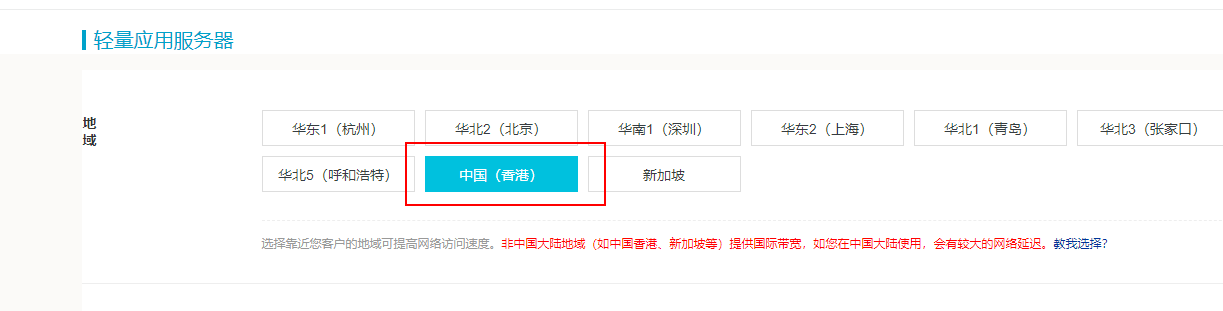 轻量应用服务器
地域
华东1（杭州） 华北2（北京） 华南1（深圳） 华东2（上海） 华北1（青岛） 华北3（张家口）
华北5（呼和浩特） 中国（香港） 新加坡
选择靠近您客户的地域可提高网络访问速度。非中国大陆地域（如中国香港、新加坡等）提供国际带宽，如您在中国大陆使用，会有较大的网络延迟。教我选择?